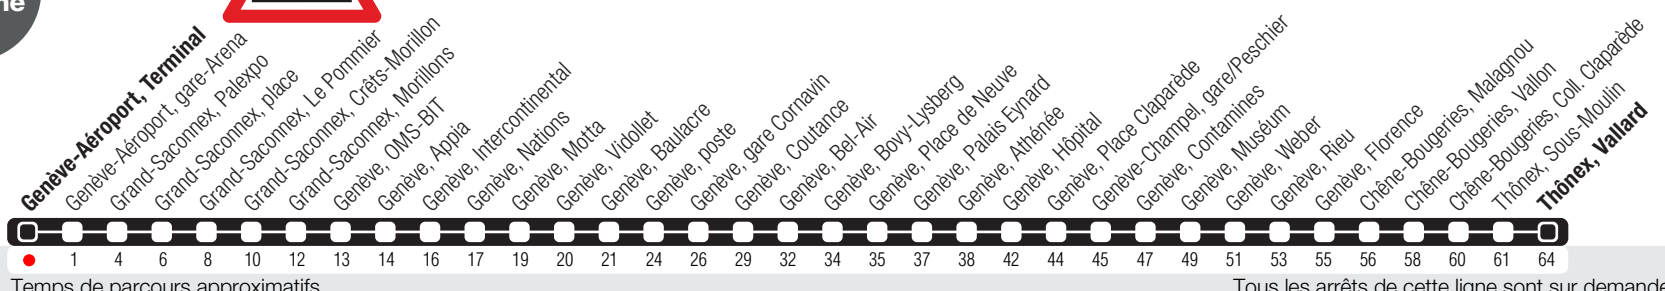 ne
Genève-Aéroport, Terminal
Genève-Aéroport, gare-Arena
Grand-Saconnex, Palexpo
Grand-Saconnex, place
Grand-Saconnex, Le Pommier
Grand-Saconnex, Crêts-Morillon
Grand-Saconnex, Morillons
Genève, OMS-BIT
Genève, Appia
Genève, Intercontinental
Genève, Nations
Genève, Motta
Genève, Vidollet
Genève, Baulacre
Genève, poste
Genève, gare Cornavin
Genève, Coutance
Genève, Bel-Air
Genève, Bovy-Lysberg
Genève, Place de Neuve
Genève, Palais Eynard
Genève, Athénée
Genève, Hôpital
Genève, Place Claparède
Genève-Champel, gare/Peschier
Genève, Contamines
Genève, Muséum
Genève, Weber
Genève, Rieu
Genève, Florence
Chêne-Bougeries, Malagnou
Chêne-Bougeries, Vallon
Chêne-Bougeries, Coll. Claparède
Thônex, Sous-Moulin
Thônex, Vallard
1 4 6 8 10 12 13 14 16 17 19 20 21 24 26 29 32 34 35 37 38 42 44 45 47 49 51 53 55 56 58 60 61 64
Temps de parcours approximatifs
Tous les arrêts de cette ligne sont sur demande